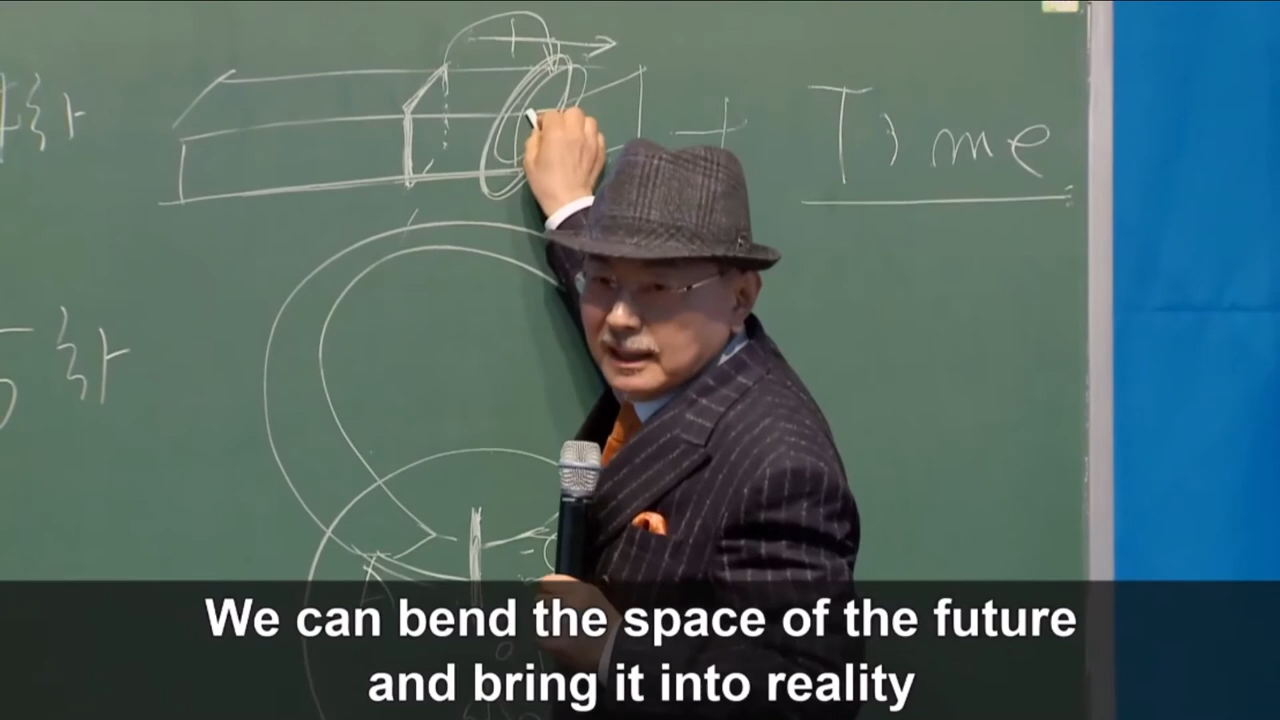 Time
We can bend the space of the future
and bring it into reality